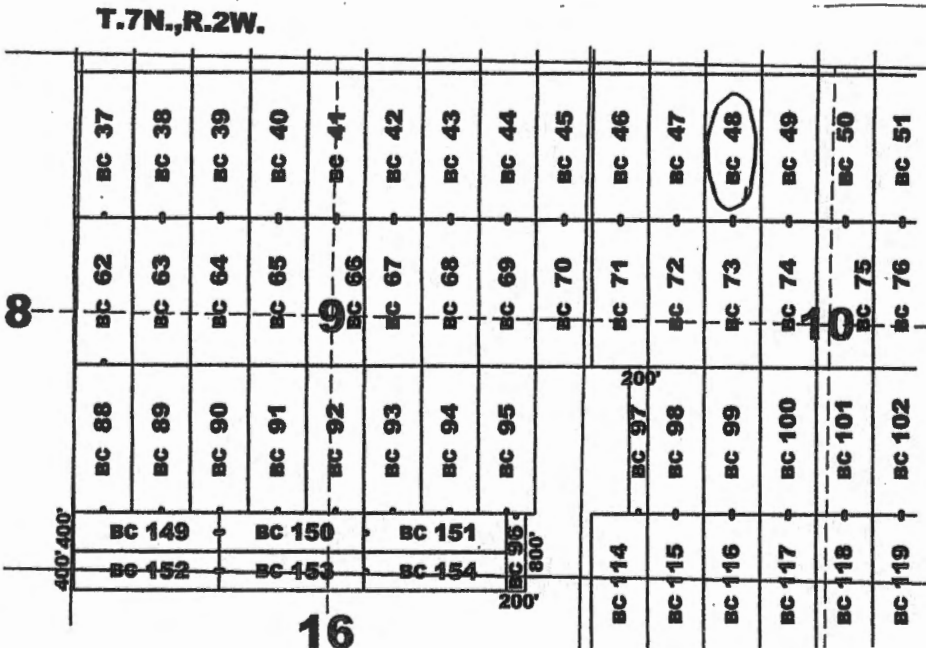 T.7N.,R.2W.
BC 37 BC 38 BC 39 BC 40 BC 41 BC 42 BC 43 BC 44 BC 45 BC 46 BC 47 BC 48 BC 49 BC 50 BC 51
BC 62 BC 63 BC 64 BC 65 BC 66 BC 67 BC 68 BC 69 BC 70 BC 71 BC 72 BC 73 BC 74 BC 75 BC 76
8 9 10
200'
BC 88 BC 89 BC 90 BC 91 BC 92 BC 93 BC 94 BC 95 BC 97 BC 98 BC 99 BC 100 BC 101 BC 102
400' BC 149 BC 150 BC 151 BC 96 800'
400' BC 152 BC 153 BC 154
200'
BC 114 BC 115 BC 116 BC 117 BC 118 BC 119
16